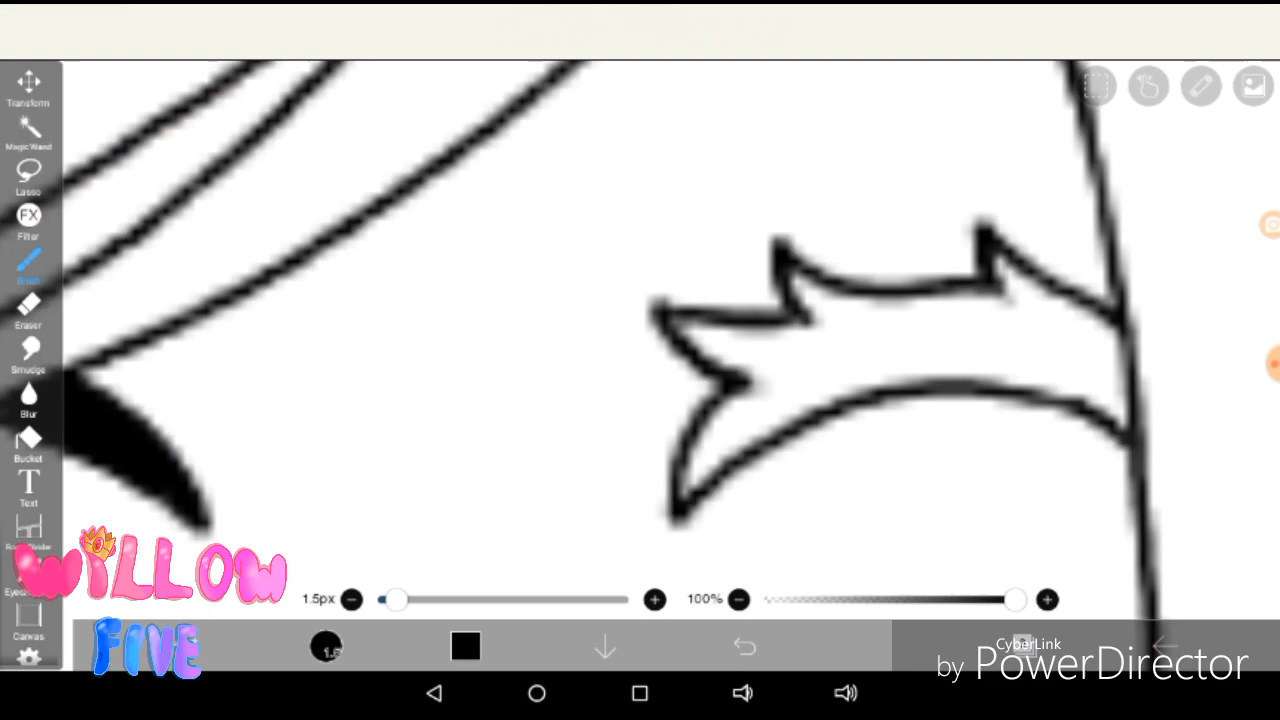 Transform
Magic Wand
Lasso
FX
Filter
Brush
Eraser
Smudge
Blur
Bucket
T
Text
WiLLOW
Canvas
FIVE
1.5px
100%
CyberLink
by PowerDirector